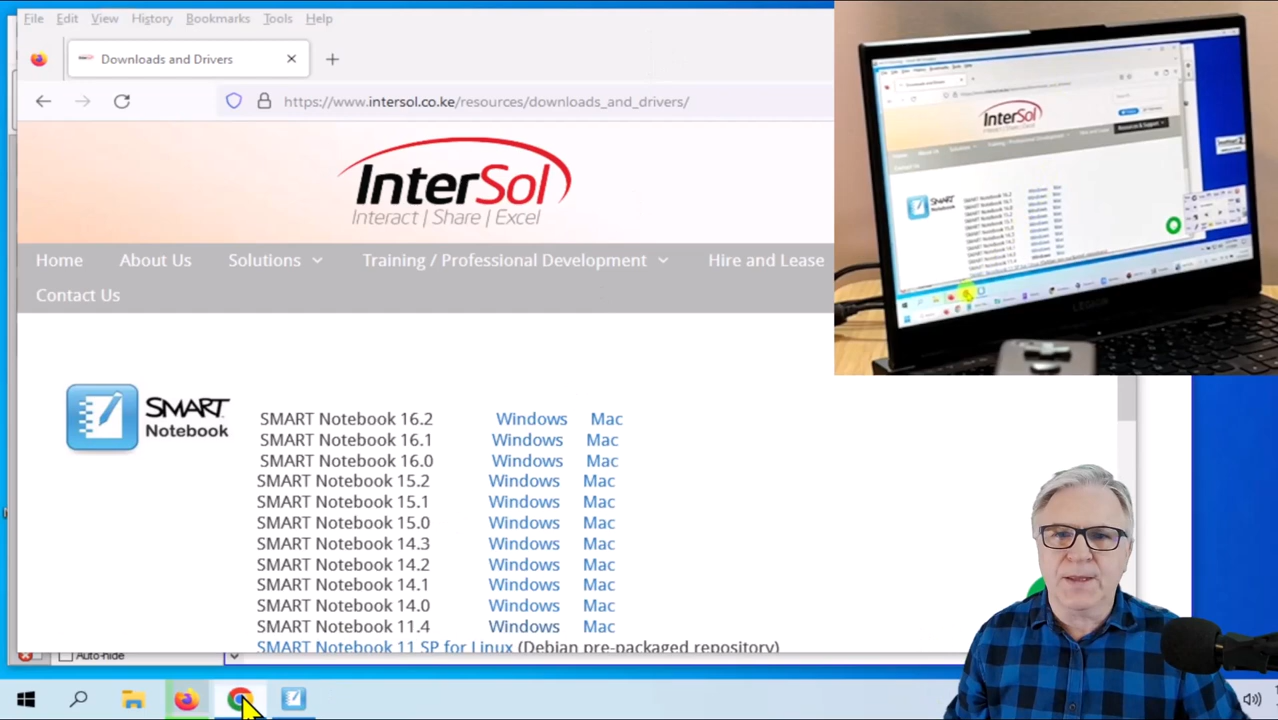 File Edit View History Bookmarks Tools Help
Downloads and Drivers
https://www.intersol.co.ke/resources/downloads_and_drivers/
InterSol
Interact | Share | Excel
Home About Us Solutions Training / Professional Development Hire and Lease
Contact Us
SMART Notebook
SMART Notebook 16.2 Windows Mac
SMART Notebook 16.1 Windows Mac
SMART Notebook 16.0 Windows Mac
SMART Notebook 15.2 Windows Mac
SMART Notebook 15.1 Windows Mac
SMART Notebook 15.0 Windows Mac
SMART Notebook 14.3 Windows Mac
SMART Notebook 14.2 Windows Mac
SMART Notebook 14.1 Windows Mac
SMART Notebook 14.0 Windows Mac
SMART Notebook 11.4 Windows Mac
SMART Notebook 11 SP for Linux (Debian pre-packaged repository)
Auto-hide
InterSol
SMART Notebook
LEGION